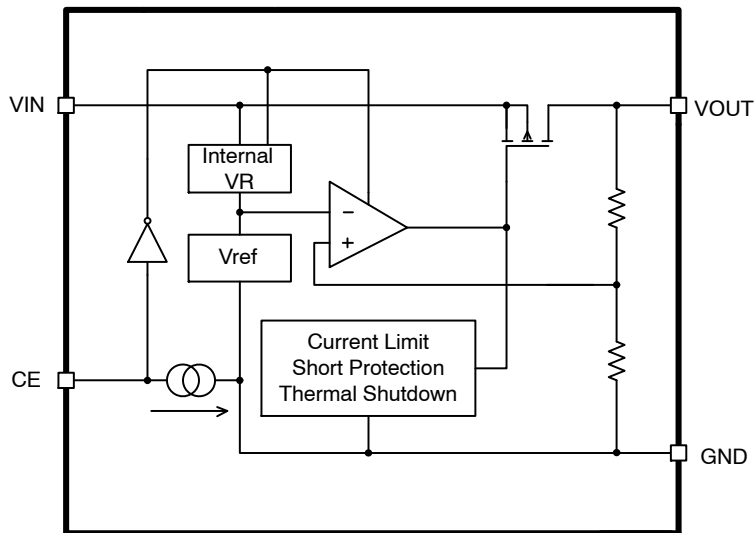 VIN
VOUT
Internal
VR
−
+
Vref
Current Limit
Short Protection
Thermal Shutdown
CE
GND